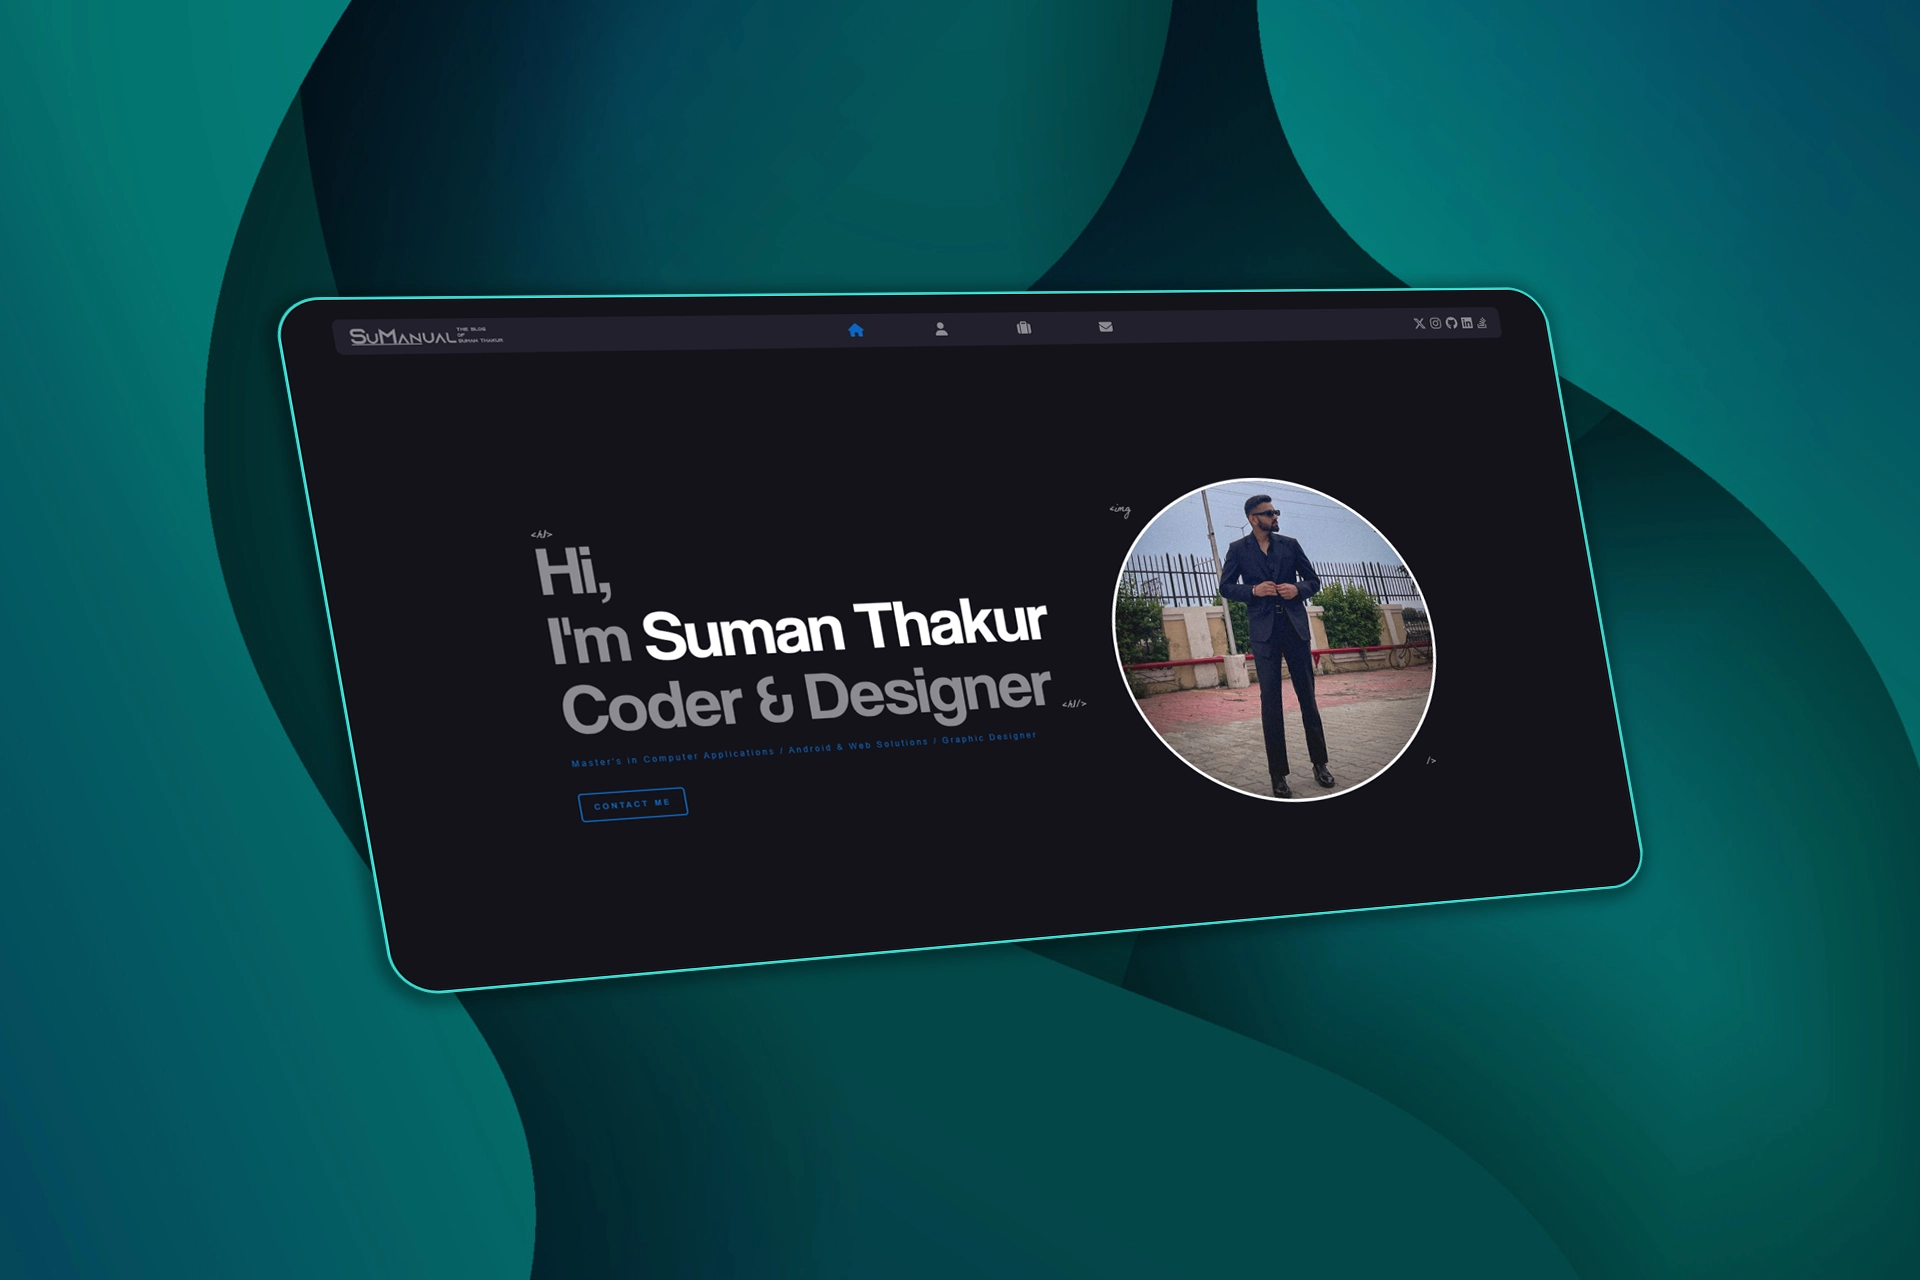 SuManual
THE BLOG
OF
SUMAN THAKUR
<h1>
Hi,
I'm Suman Thakur
Coder & Designer
<h1/>
Master's in Computer Applications / Android & Web Solutions / Graphic Designer
CONTACT ME
<img
/>